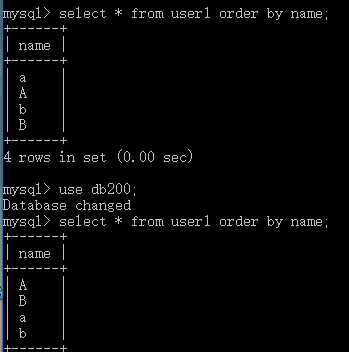 mysql> select * from user1 order by name;
+------+
| name |
+------+
| a    |
| A    |
| b    |
| B    |
+------+
4 rows in set (0.00 sec)
mysql> use db200;
Database changed
mysql> select * from user1 order by name;
+------+
| name |
+------+
| A    |
| B    |
| a    |
| b    |
+------+